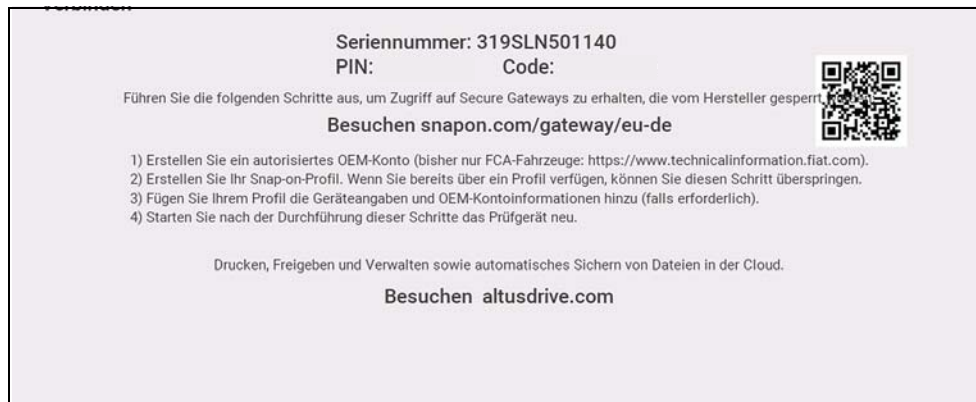 Seriennummer: 319SLN501140
PIN: Code:
Führen Sie die folgenden Schritte aus, um Zugriff auf Secure Gateways zu erhalten, die vom Hersteller gesperrt
Besuchen snapon.com/gateway/eu-de
1) Erstellen Sie ein autorisiertes OEM-Konto (bisher nur FCA-Fahrzeuge: https://www.technicalinformation.fiat.com).
2) Erstellen Sie Ihr Snap-on-Profil. Wenn Sie bereits über ein Profil verfügen, können Sie diesen Schritt überspringen.
3) Fügen Sie Ihrem Profil die Geräteangaben und OEM-Kontoinformationen hinzu (falls erforderlich).
4) Starten Sie nach der Durchführung dieser Schritte das Prüfgerät neu.
Drucken, Freigeben und Verwalten sowie automatisches Sichern von Dateien in der Cloud.
Besuchen altusdrive.com